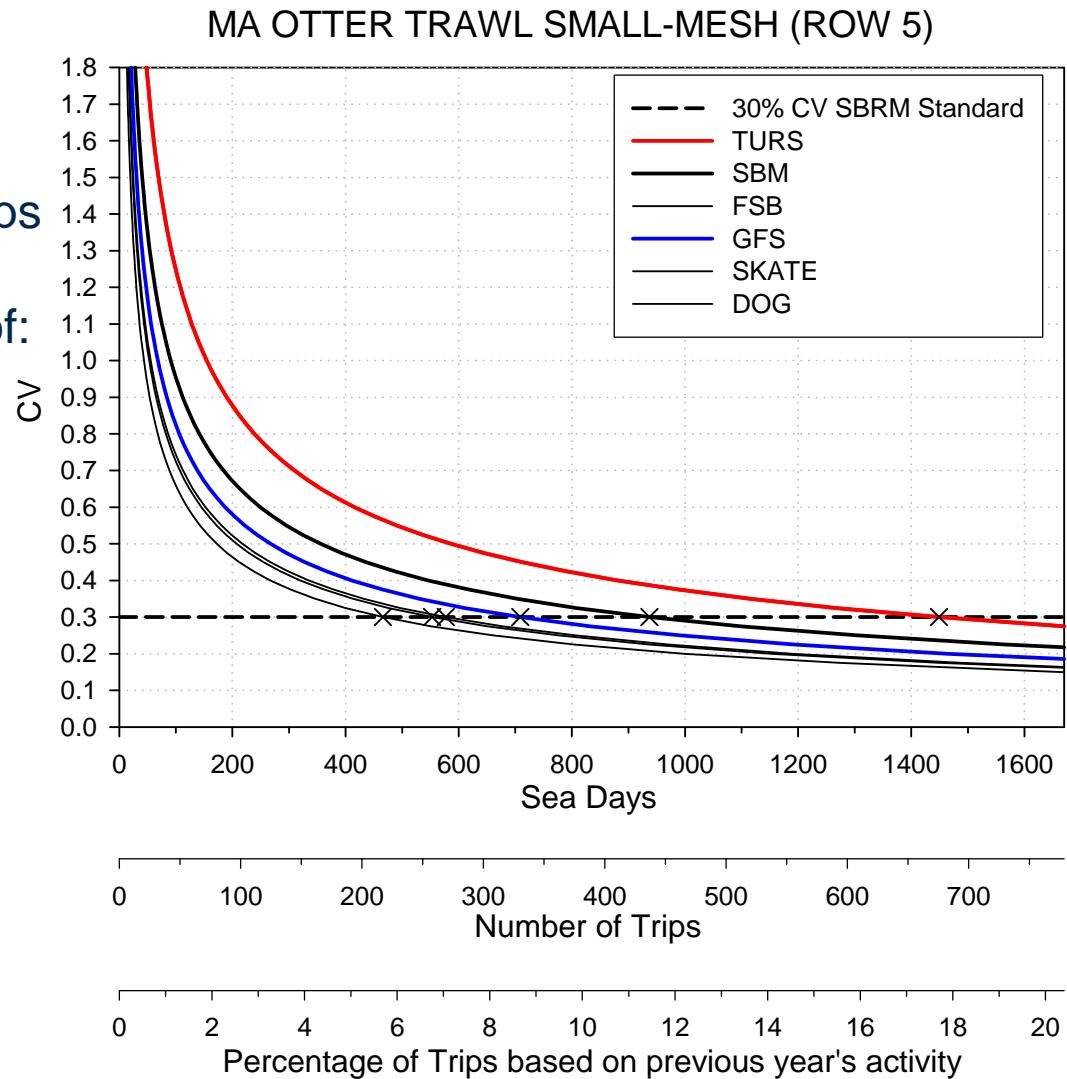 MA OTTER TRAWL SMALL-MESH (ROW 5)
of:
CV
1.8
1.7
1.6
1.5
1.4
1.3
1.2
1.1
1.0
0.9
0.8
0.7
0.6
0.5
0.4
0.3
0.2
0.1
0.0
30% CV SBRM Standard
TURS
SBM
FSB
GFS
SKATE
DOG
0 200 400 600 800 1000 1200 1400 1600
Sea Days
0 100 200 300 400 500 600 700
Number of Trips
0 2 4 6 8 10 12 14 16 18 20
Percentage of Trips based on previous year's activity